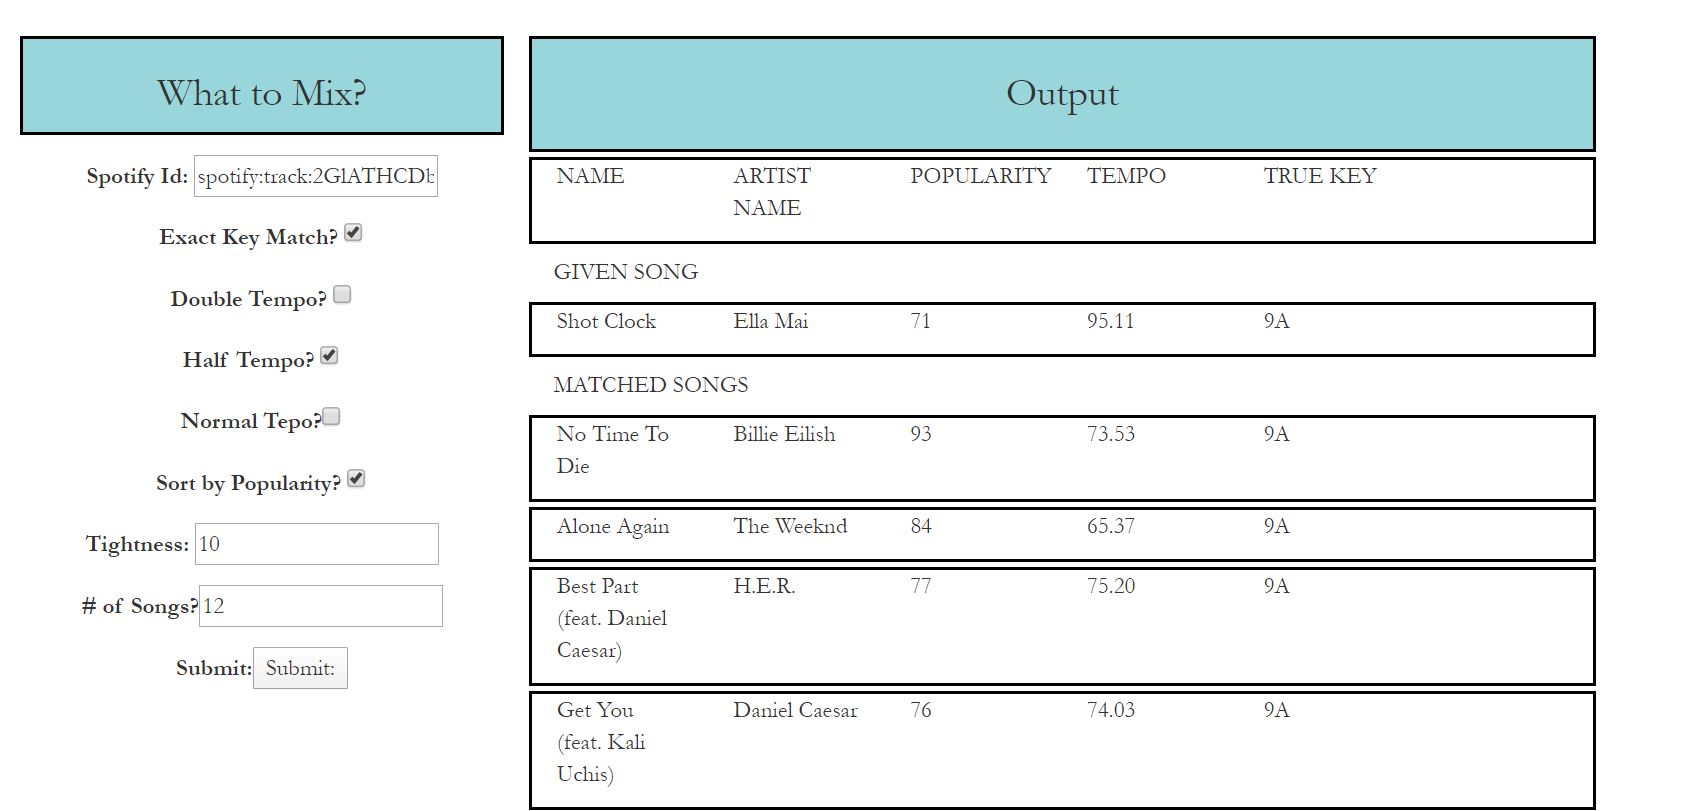 What to Mix?
Spotify Id: spotify:track:2GlATHCDb
Exact Key Match?
Double Tempo?
Half Tempo?
Normal Tepo?
Sort by Popularity?
Tightness: 10
# of Songs? 12
Submit: Submit:
Output
NAME ARTIST POPULARITY TEMPO TRUE KEY
NAME
GIVEN SONG
Shot Clock Ella Mai 71 95.11 9A
MATCHED SONGS
No Time To Billie Eilish 93 73.53 9A
Die
Alone Again The Weeknd 84 65.37 9A
Best Part H.E.R. 77 75.20 9A
(feat. Daniel
Caesar)
Get You Daniel Caesar 76 74.03 9A
(feat. Kali
Uchis)